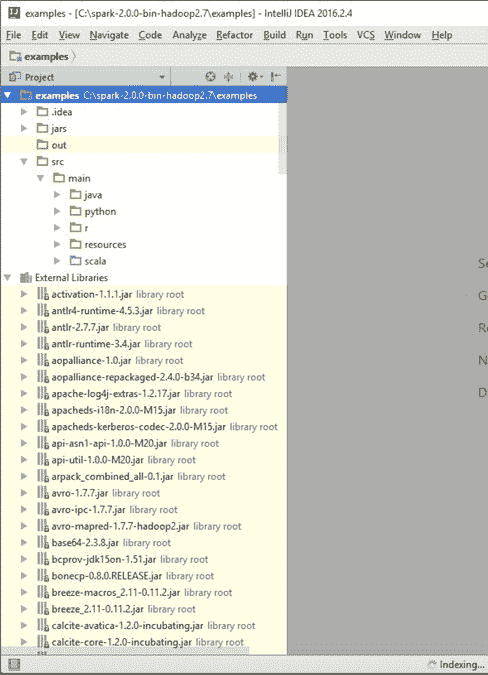 examples - [C:\spark-2.0.0-bin-hadoop2.7\examples] - IntelliJ IDEA 2016.2.4
File Edit View Navigate Code Analyze Refactor Build Run Tools VCS Window Help
examples
Project
examples C:\spark-2.0.0-bin-hadoop2.7\examples
.idea
jars
out
src
main
java
python
r
resources
scala
External Libraries
activation-1.1.1.jar library root
antlr4-runtime-4.5.3.jar library root
antlr-2.7.7.jar library root
antlr-runtime-3.4.jar library root
aopalliance-1.0.jar library root
aopalliance-repackaged-2.4.0-b34.jar library root
apache-log4j-extras-1.2.17.jar library root
apacheds-i18n-2.0.0-M15.jar library root
apacheds-kerberos-codec-2.0.0-M15.jar library root
api-asn1-api-1.0.0-M20.jar library root
api-util-1.0.0-M20.jar library root
arpack_combined_all-0.1.jar library root
avro-1.7.7.jar library root
avro-ipc-1.7.7.jar library root
avro-mapred-1.7.7-hadoop2.jar library root
base64-2.3.8.jar library root
bcprov-jdk15on-1.51.jar library root
bonecp-0.8.0.RELEASE.jar library root
breeze-macros_2.11-0.11.2.jar library root
breeze_2.11-0.11.2.jar library root
calcite-avatica-1.2.0-incubating.jar library root
calcite-core-1.2.0-incubating.jar library root
Se
G
Re
N
D
Indexing...